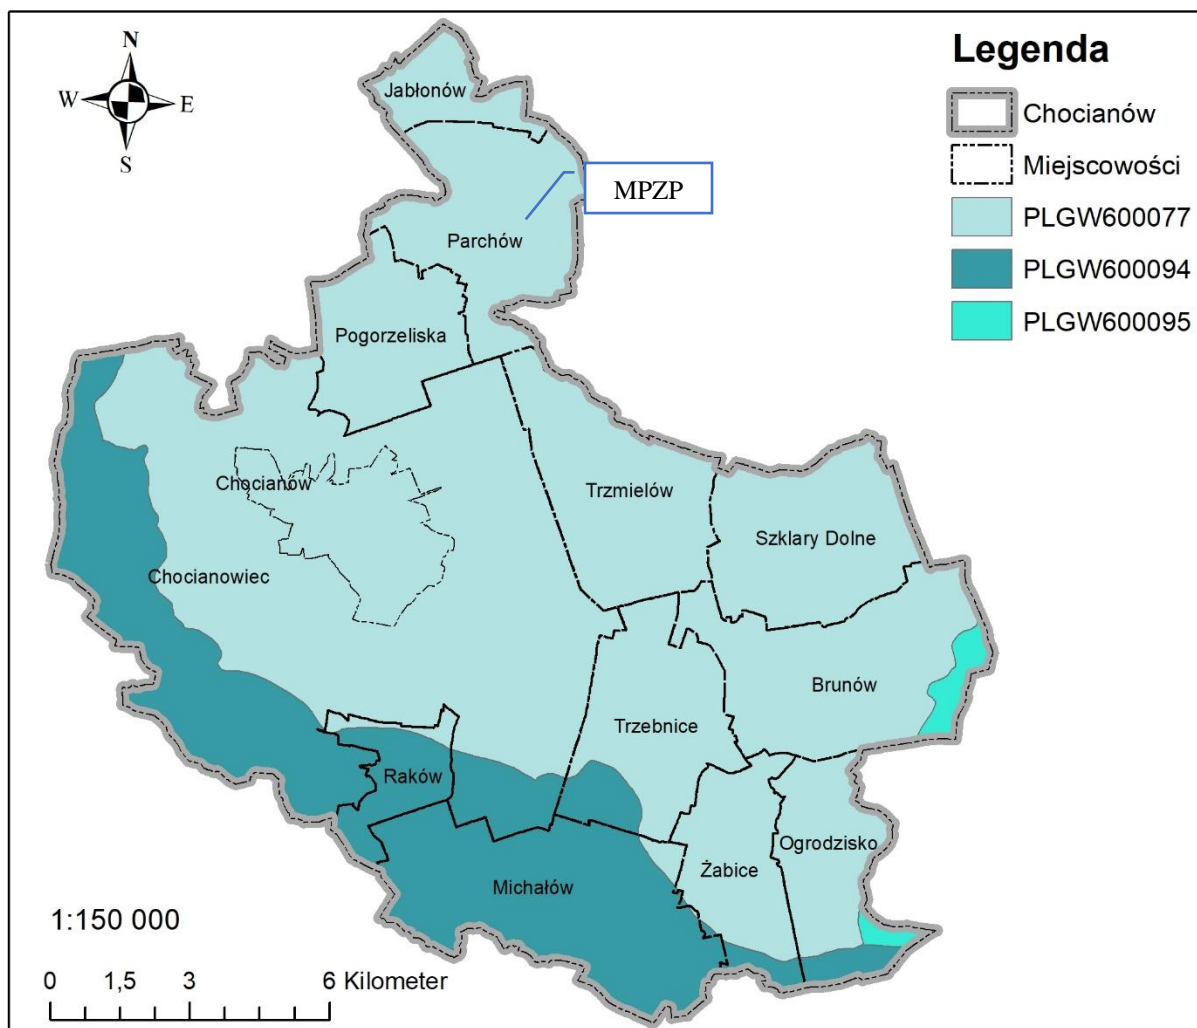 N
W E
S
Legenda
Chocianów
Miejscowości
PLGW600077
PLGW600094
PLGW600095
Jabłonów
MPZP
Parchów
Pogorzeliska
Chocianów
Trzmielów
Szklary Dolne
Chocianowiec
Brunów
Trzebnice
Raków
Ogrodzisko
Żabice
Michałów
1:150 000
0 1,5 3 6 Kilometer